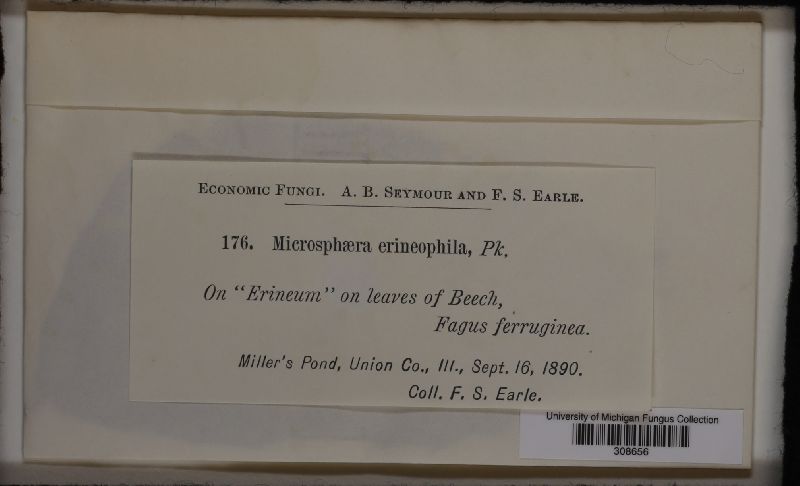 Economic Fungi. A. B. Seymour and F. S. Earle.
176. Microsphæra erineophila, Pk.
On "Erineum" on leaves of Beech,
Fagus ferruginea.
Miller's Pond, Union Co., Ill., Sept. 16, 1890.
Coll. F. S. Earle.
University of Michigan Fungus Collection
308656